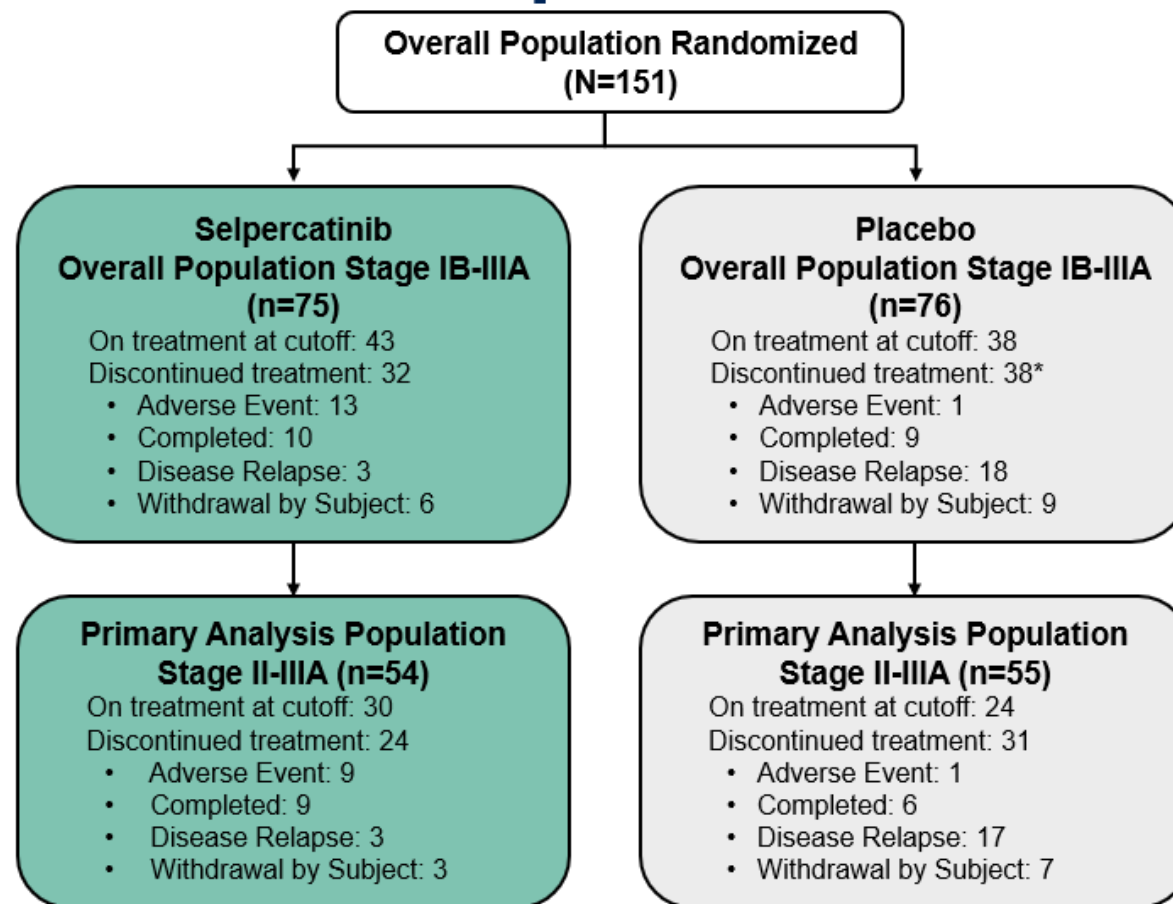 Overall Population Randomized
(N=151)
Selpercatinib
Overall Population Stage IB-IIIA
(n=75)
On treatment at cutoff: 43
Discontinued treatment: 32
• Adverse Event: 13
• Completed: 10
• Disease Relapse: 3
• Withdrawal by Subject: 6
Placebo
Overall Population Stage IB-IIIA
(n=76)
On treatment at cutoff: 38
Discontinued treatment: 38*
• Adverse Event: 1
• Completed: 9
• Disease Relapse: 18
• Withdrawal by Subject: 9
Primary Analysis Population
Stage II-IIIA (n=54)
On treatment at cutoff: 30
Discontinued treatment: 24
• Adverse Event: 9
• Completed: 9
• Disease Relapse: 3
• Withdrawal by Subject: 3
Primary Analysis Population
Stage II-IIIA (n=55)
On treatment at cutoff: 24
Discontinued treatment: 31
• Adverse Event: 1
• Completed: 6
• Disease Relapse: 17
• Withdrawal by Subject: 7